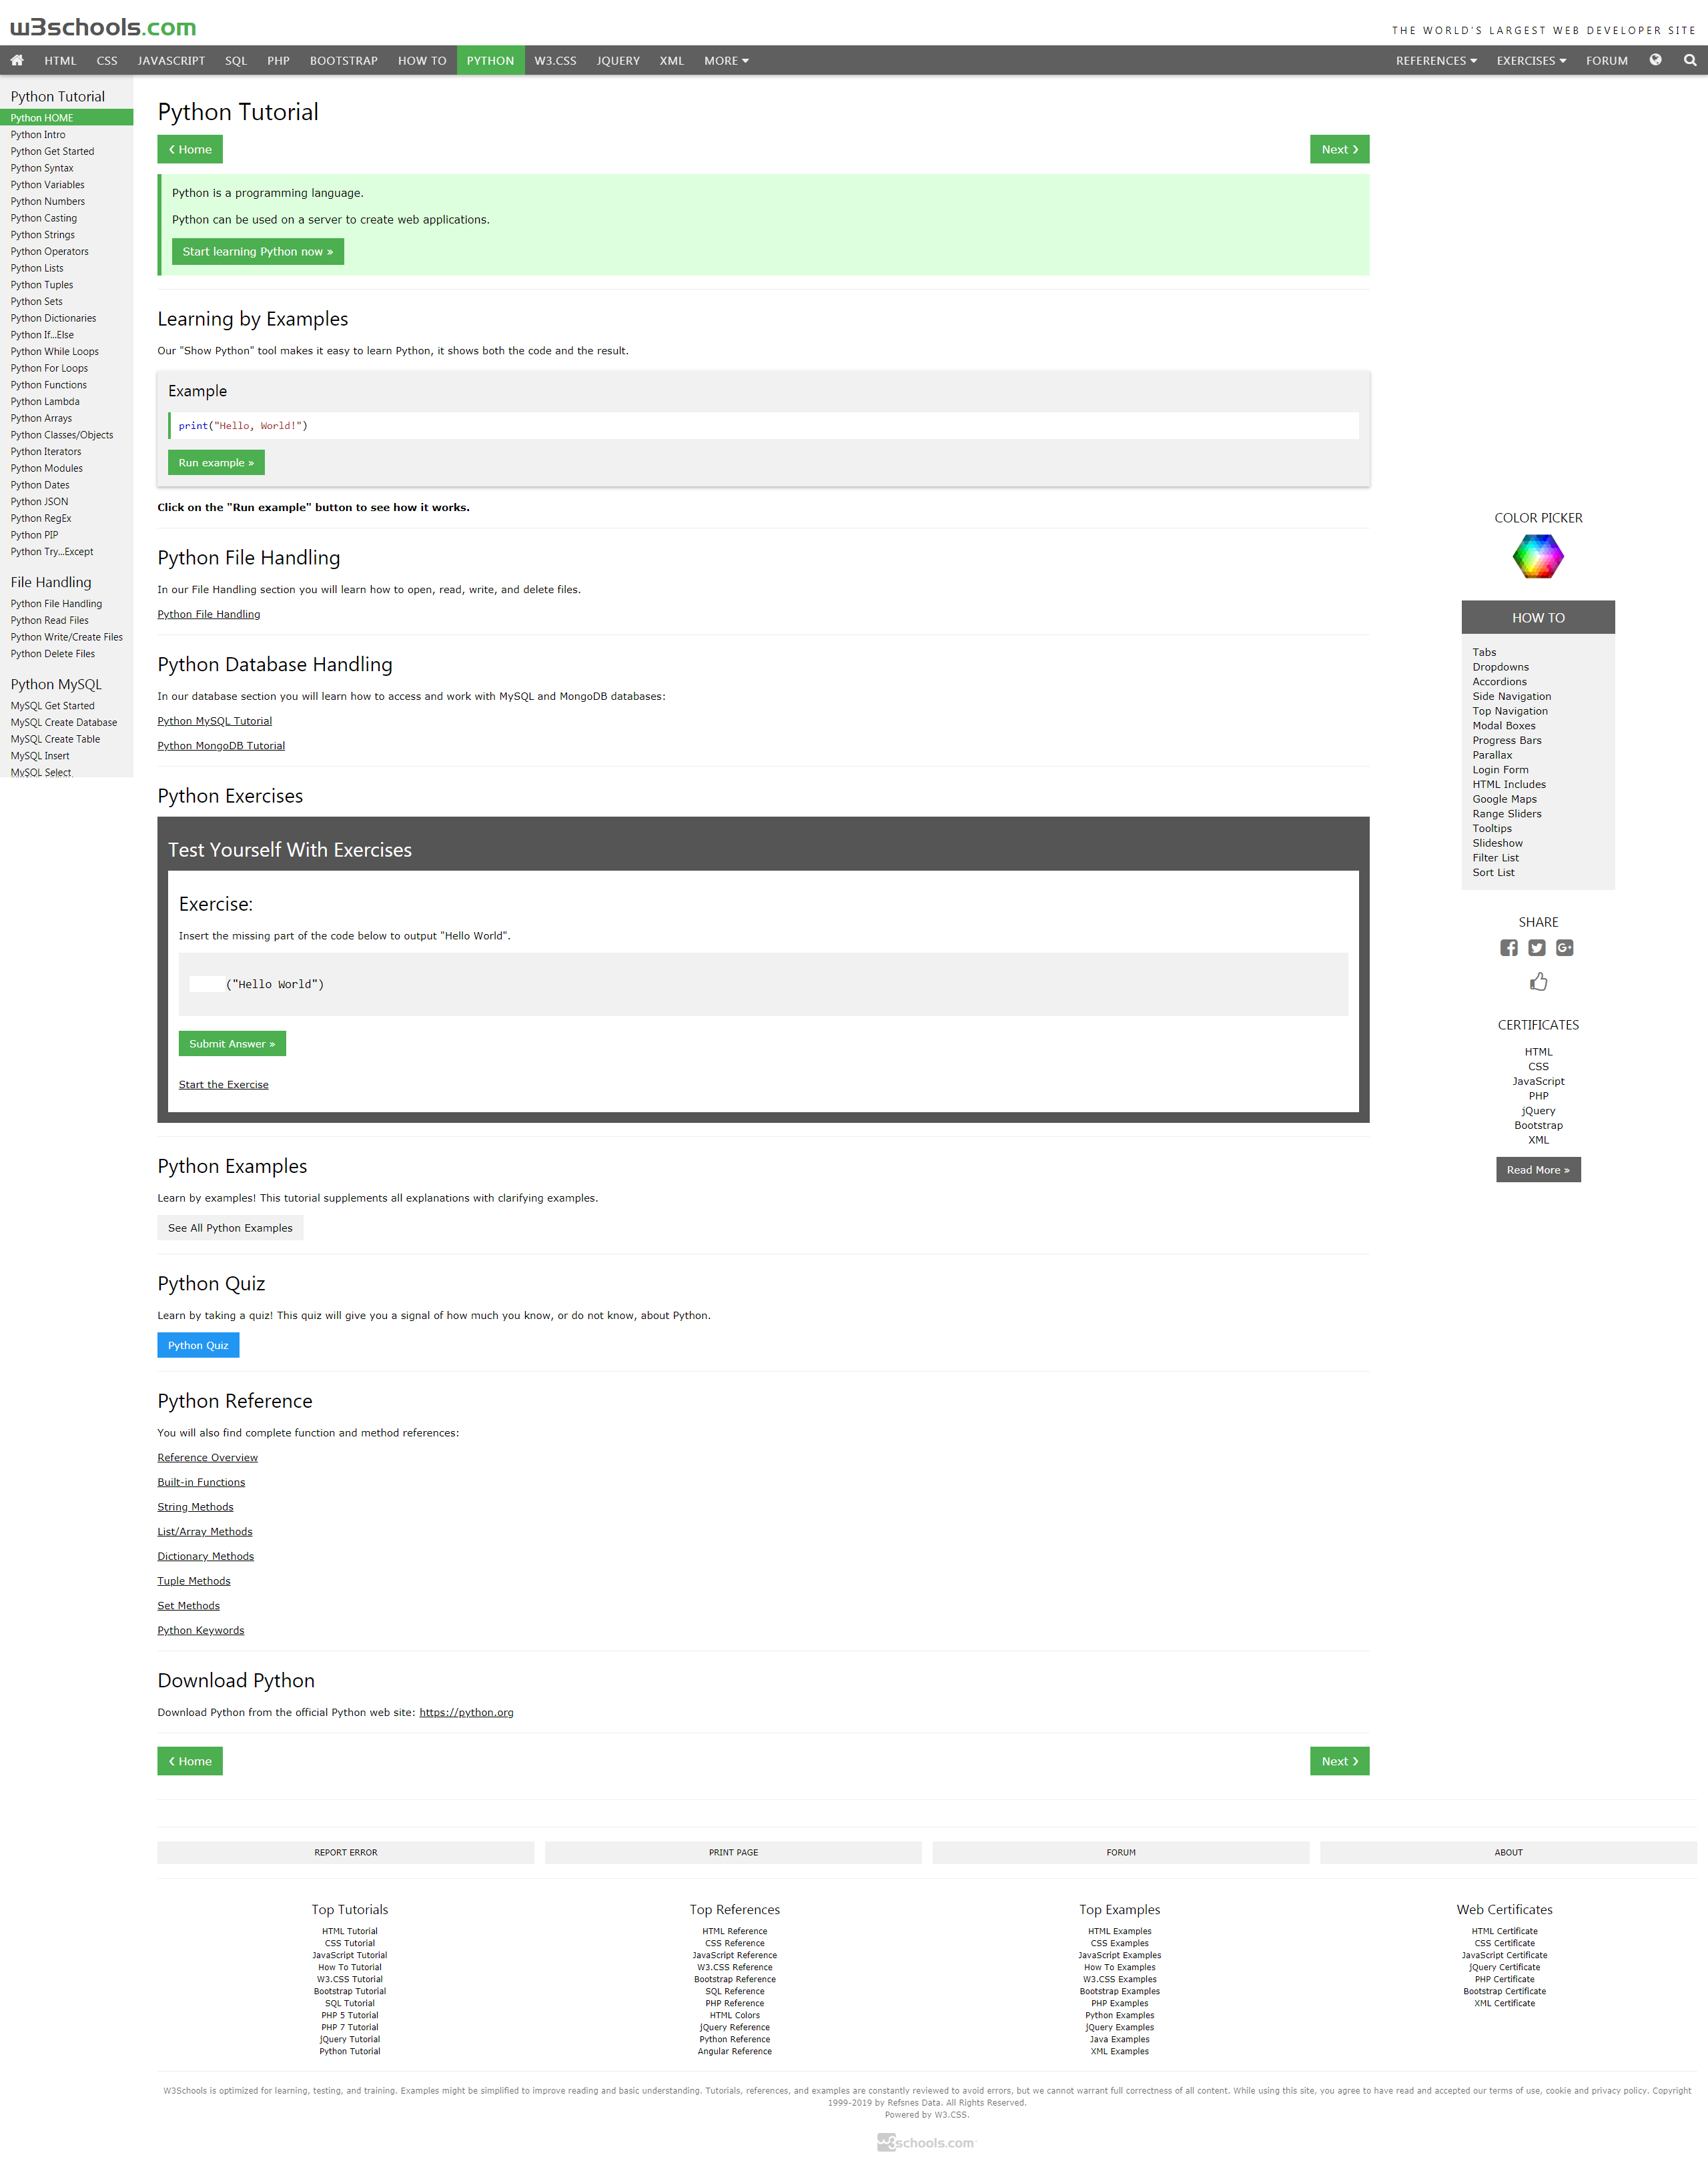 w3schools.com
THE WORLD'S LARGEST WEB DEVELOPER SITE
HTML CSS JAVASCRIPT SQL PHP BOOTSTRAP HOW TO PYTHON W3.CSS JQUERY XML MORE REFERENCES EXERCISES FORUM
Python Tutorial
Python HOME
Python Intro
Python Get Started
Python Syntax
Python Variables
Python Numbers
Python Casting
Python Strings
Python Operators
Python Lists
Python Tuples
Python Sets
Python Dictionaries
Python If...Else
Python While Loops
Python For Loops
Python Functions
Python Lambda
Python Arrays
Python Classes/Objects
Python Iterators
Python Modules
Python Dates
Python JSON
Python RegEx
Python PIP
Python Try...Except
File Handling
Python File Handling
Python Read Files
Python Write/Create Files
Python Delete Files
Python MySQL
MySQL Get Started
MySQL Create Database
MySQL Create Table
MySQL Insert
MySQL Select
Python Tutorial
❮ Home
Next ❯
Python is a programming language.
Python can be used on a server to create web applications.
Start learning Python now »
Learning by Examples
Our "Show Python" tool makes it easy to learn Python, it shows both the code and the result.
Example
print("Hello, World!")
Run example »
Click on the "Run example" button to see how it works.
Python File Handling
In our File Handling section you will learn how to open, read, write, and delete files.
Python File Handling
Python Database Handling
In our database section you will learn how to access and work with MySQL and MongoDB databases:
Python MySQL Tutorial
Python MongoDB Tutorial
Python Exercises
Test Yourself With Exercises
Exercise:
Insert the missing part of the code below to output "Hello World".
("Hello World")
Submit Answer »
Start the Exercise
Python Examples
Learn by examples! This tutorial supplements all explanations with clarifying examples.
See All Python Examples
Python Quiz
Learn by taking a quiz! This quiz will give you a signal of how much you know, or do not know, about Python.
Python Quiz
Python Reference
You will also find complete function and method references:
Reference Overview
Built-in Functions
String Methods
List/Array Methods
Dictionary Methods
Tuple Methods
Set Methods
Python Keywords
Download Python
Download Python from the official Python web site: https://python.org
❮ Home
Next ❯
COLOR PICKER
HOW TO
Tabs
Dropdowns
Accordions
Side Navigation
Top Navigation
Modal Boxes
Progress Bars
Parallax
Login Form
HTML Includes
Google Maps
Range Sliders
Tooltips
Slideshow
Filter List
Sort List
SHARE
CERTIFICATES
HTML
CSS
JavaScript
PHP
jQuery
Bootstrap
XML
Read More »
REPORT ERROR
PRINT PAGE
FORUM
ABOUT
Top Tutorials
HTML Tutorial
CSS Tutorial
JavaScript Tutorial
How To Tutorial
W3.CSS Tutorial
Bootstrap Tutorial
SQL Tutorial
PHP 5 Tutorial
PHP 7 Tutorial
jQuery Tutorial
Python Tutorial
Top References
HTML Reference
CSS Reference
JavaScript Reference
W3.CSS Reference
Bootstrap Reference
SQL Reference
PHP Reference
HTML Colors
jQuery Reference
Python Reference
Angular Reference
Top Examples
HTML Examples
CSS Examples
JavaScript Examples
How To Examples
W3.CSS Examples
Bootstrap Examples
PHP Examples
Python Examples
jQuery Examples
Java Examples
XML Examples
Web Certificates
HTML Certificate
CSS Certificate
JavaScript Certificate
jQuery Certificate
PHP Certificate
Bootstrap Certificate
XML Certificate
W3Schools is optimized for learning, testing, and training. Examples might be simplified to improve reading and basic understanding. Tutorials, references, and examples are constantly reviewed to avoid errors, but we cannot warrant full correctness of all content. While using this site, you agree to have read and accepted our terms of use, cookie and privacy policy. Copyright
1999-2019 by Refsnes Data. All Rights Reserved.
Powered by W3.CSS.
w3schools.com